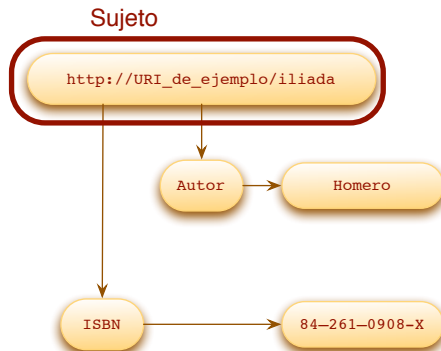 Sujeto
http://URI_de_ejemplo/iliada
Autor
Homero
ISBN
84—261—0908-X